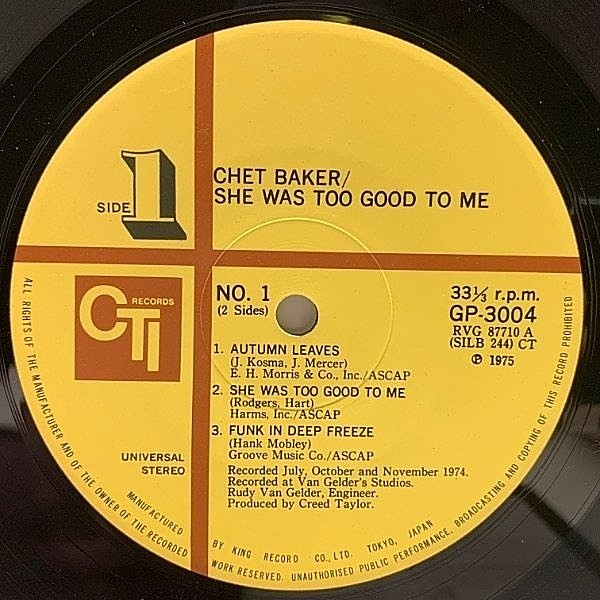 SIDE 1
CHET BAKER/
SHE WAS TOO GOOD TO ME
CTI RECORDS
NO. 1
(2 Sides)
33⅓ r.p.m.
GP-3004
RVG 87710 A
(SILB 244) CT
℗ 1975
1. AUTUMN LEAVES
(J. Kosma, J. Mercer)
E. H. Morris & Co., Inc./ASCAP
2. SHE WAS TOO GOOD TO ME
(Rodgers, Hart)
Harms, Inc./ASCAP
3. FUNK IN DEEP FREEZE
(Hank Mobley)
Groove Music Co./ASCAP
UNIVERSAL
STEREO
Recorded July, October and November 1974.
Recorded at Van Gelder's Studios.
Rudy Van Gelder, Engineer.
Produced by Creed Taylor.
MANUFACTURED BY KING RECORD CO., LTD. TOKYO, JAPAN
ALL RIGHTS OF THE MANUFACTURER AND OF THE OWNER OF THE RECORDED WORK RESERVED. UNAUTHORISED PUBLIC PERFORMANCE, BROADCASTING AND COPYING OF THIS RECORD PROHIBITED